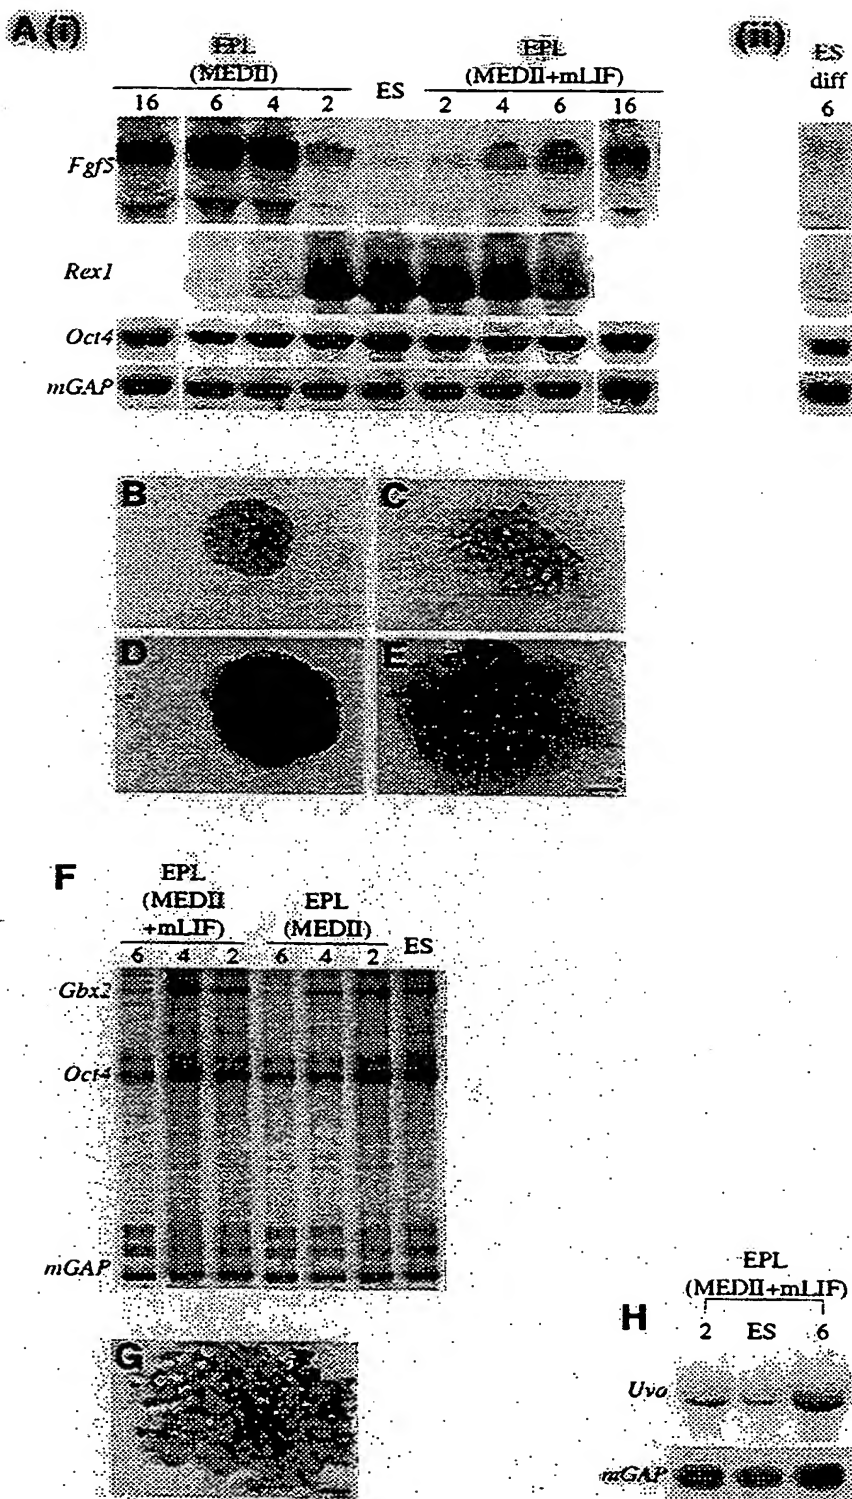 A (i)
EPL
(MEDII)
ES
EPL
(MEDII+mLIF)
16 6 4 2 2 4 6 16
Fgf5
Rex1
Oct4
mGAP
(ii)
ES
diff
6
B
C
D
E
F
EPL
(MEDII
+mLIF)
EPL
(MEDII)
ES
6 4 2 6 4 2
Gbx2
Oct4
mGAP
G
H
EPL
(MEDII+mLIF)
2 ES 6
Uvo
mGAP